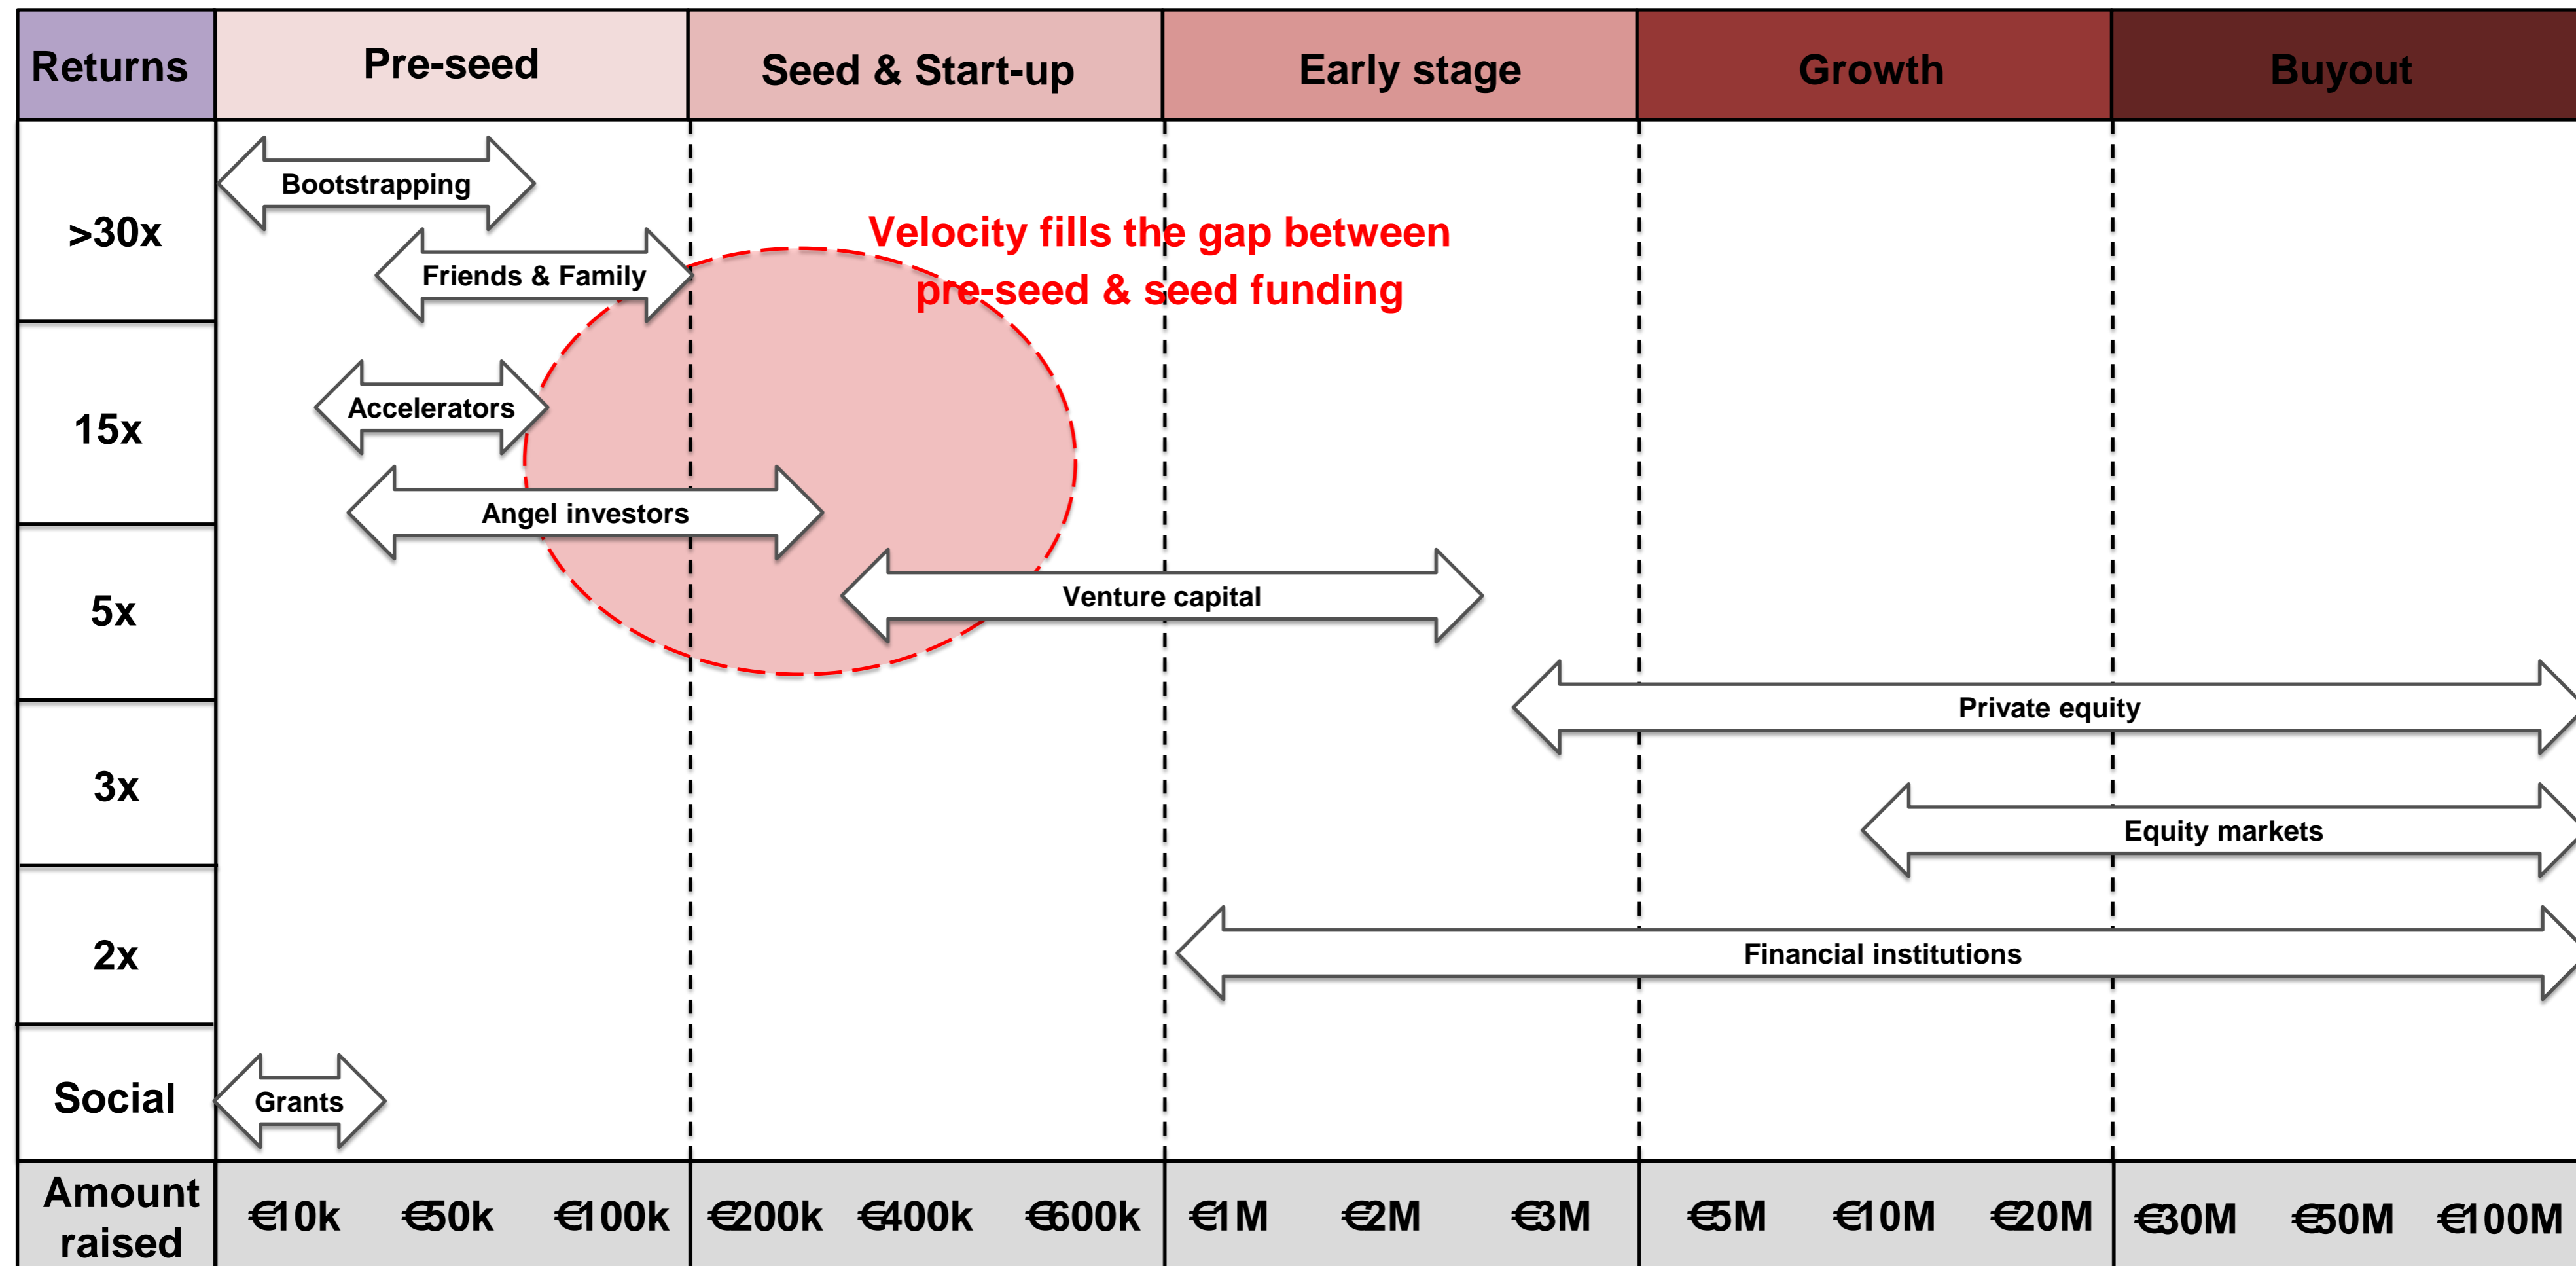 Returns
Pre-seed
Seed & Start-up
Early stage
Growth
Buyout
>30x
Bootstrapping
Friends & Family
Velocity fills the gap between
pre-seed & seed funding
15x
Accelerators
Angel investors
5x
Venture capital
Private equity
3x
Equity markets
2x
Financial institutions
Social
Grants
Amount
raised
€10k
€50k
€100k
€200k
€400k
€600k
€1M
€2M
€3M
€5M
€10M
€20M
€30M
€50M
€100M